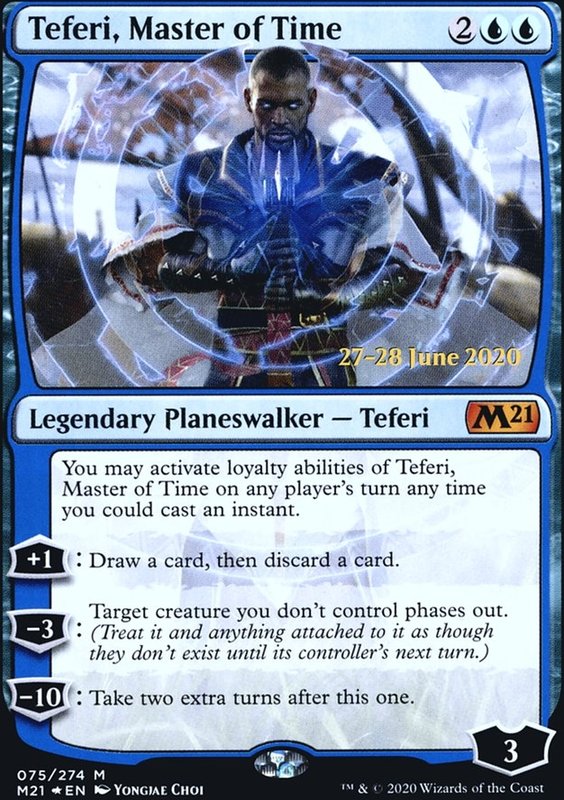 Teferi, Master of Time 2
27-28 June 2020
Legendary Planeswalker — Teferi M21
You may activate loyalty abilities of Teferi,
Master of Time on any player's turn any time
you could cast an instant.
+1: Draw a card, then discard a card.
Target creature you don't control phases out.
−3: (Treat it and anything attached to it as though
they don't exist until its controller's next turn.)
−10: Take two extra turns after this one.
3
075/274 M
M21 ★ EN Yongjae Choi
™ & © 2020 Wizards of the Coast